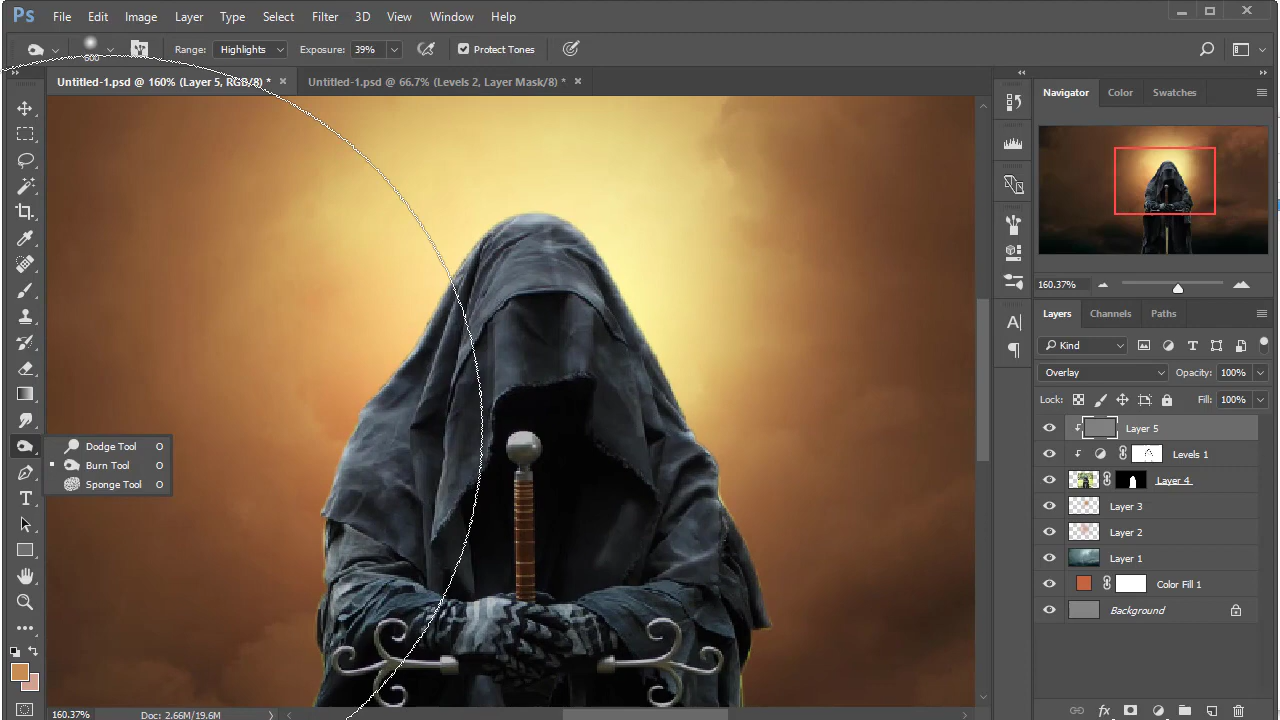 Ps File Edit Image Layer Type Select Filter 3D View Window Help
600 Range: Highlights Exposure: 39% Protect Tones
Untitled-1.psd @ 160% (Layer 5, RGB/8) * Untitled-1.psd @ 66.7% (Levels 2, Layer Mask/8) *
Dodge Tool O
Burn Tool O
Sponge Tool O
160.37% Doc: 2.66M/19.6M
Navigator Color Swatches
160.37%
Layers Channels Paths
Kind
Overlay Opacity: 100%
Lock: Fill: 100%
Layer 5
Levels 1
Layer 4
Layer 3
Layer 2
Layer 1
Color Fill 1
Background
fx